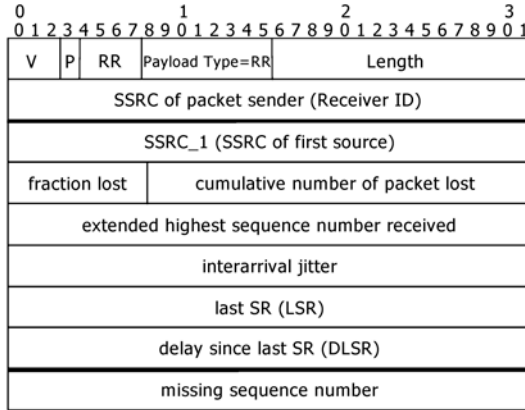 0 1 2 3
0 1 2 3 4 5 6 7 8 9 0 1 2 3 4 5 6 7 8 9 0 1 2 3 4 5 6 7 8 9 0 1
V P RR Payload Type=RR Length
SSRC of packet sender (Receiver ID)
SSRC_1 (SSRC of first source)
fraction lost cumulative number of packet lost
extended highest sequence number received
interarrival jitter
last SR (LSR)
delay since last SR (DLSR)
missing sequence number